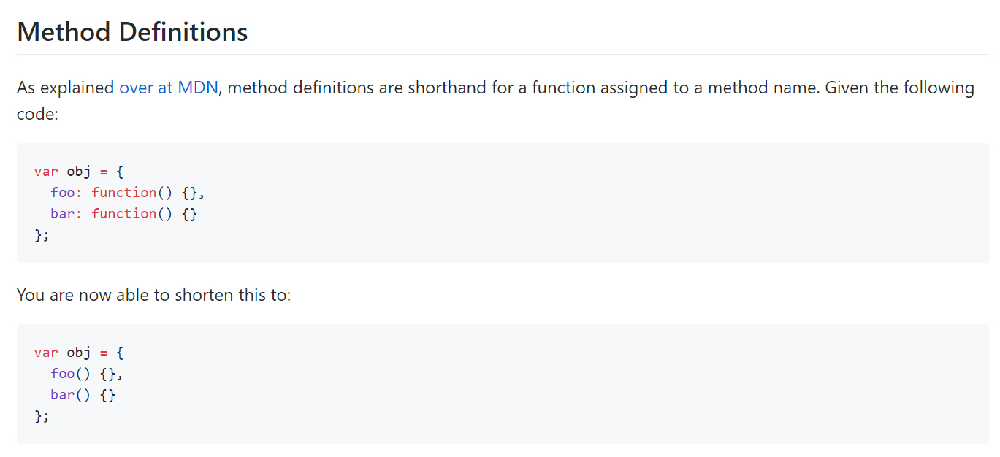 Method Definitions
As explained over at MDN, method definitions are shorthand for a function assigned to a method name. Given the following
code:
var obj = {
  foo: function() {},
  bar: function() {}
};
You are now able to shorten this to:
var obj = {
  foo() {},
  bar() {}
};